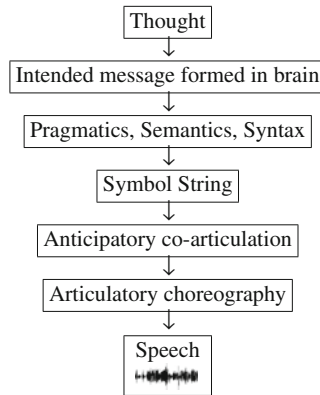 Thought
Intended message formed in brain
Pragmatics, Semantics, Syntax
Symbol String
Anticipatory co-articulation
Articulatory choreography
Speech